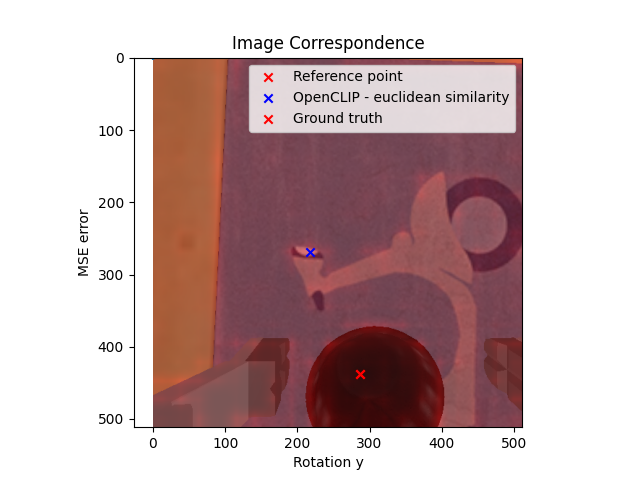 Image Correspondence
Reference point
OpenCLIP - euclidean similarity
Ground truth
0
100
200
300
400
500
MSE error
0
100
200
300
400
500
Rotation y